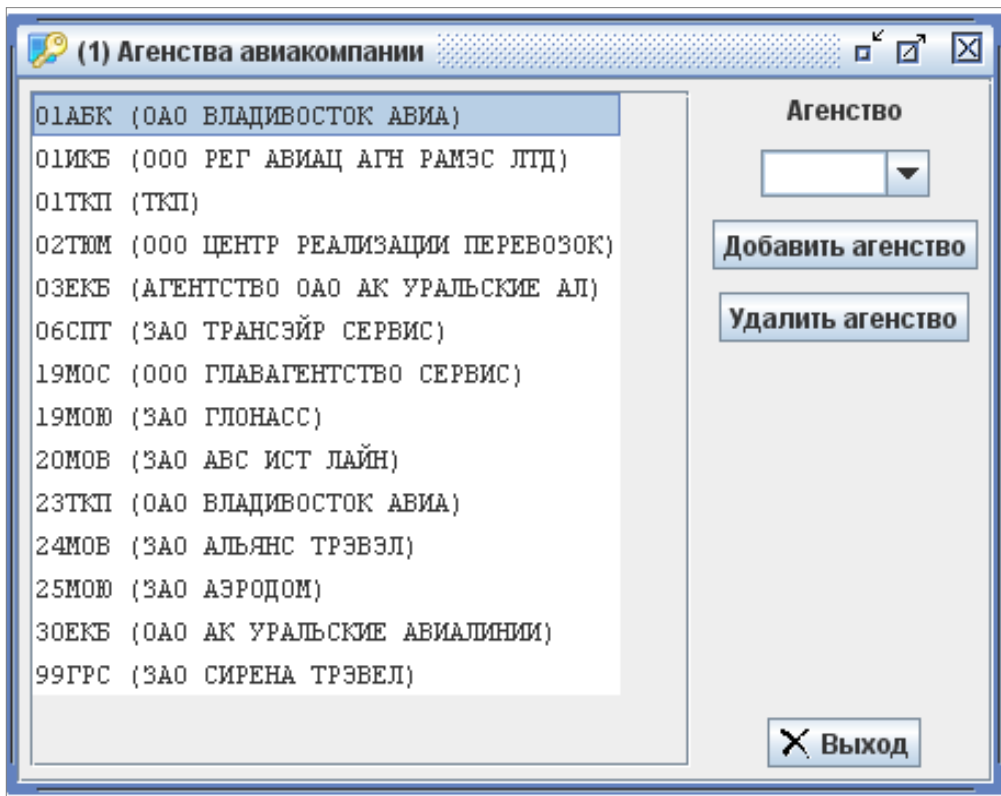 (1) Агенства авиакомпании
01АБК (ОАО ВЛАДИВОСТОК АВИА)
01ИКБ (ООО РЕГ АВИАЦ АГН РАМЭС ЛТД)
01ТКП (ТКП)
02ТЮМ (ООО ЦЕНТР РЕАЛИЗАЦИИ ПЕРЕВОЗОК)
03ЕКБ (АГЕНТСТВО ОАО АК УРАЛЬСКИЕ АЛ)
06СПТ (ЗАО ТРАНСЭЙР СЕРВИС)
19МОС (ООО ГЛАВАГЕНТСТВО СЕРВИС)
19МОЮ (ЗАО ГЛОНАСС)
20МОВ (ЗАО АВС ИСТ ЛАЙН)
23ТКП (ОАО ВЛАДИВОСТОК АВИА)
24МОВ (ЗАО АЛЬЯНС ТРЭВЭЛ)
25МОЮ (ЗАО АЭРОДОМ)
30ЕКБ (ОАО АК УРАЛЬСКИЕ АВИАЛИНИИ)
99ГРС (ЗАО СИРЕНА ТРЭВЕЛ)
Агенство
Добавить агенство
Удалить агенство
Выход